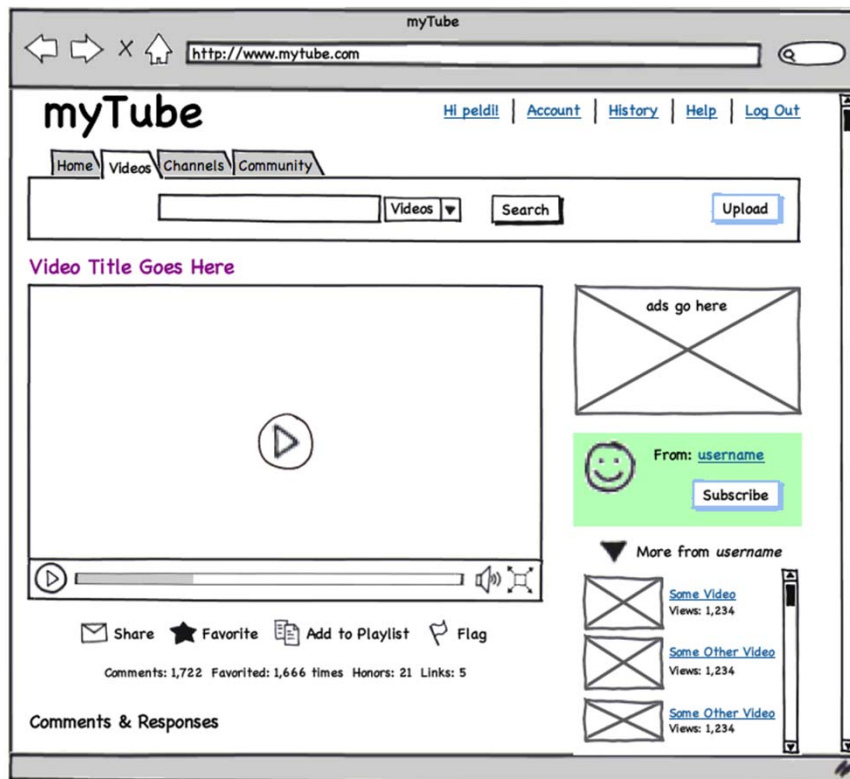 myTube
http://www.mytube.com
myTube
Hi peldi! Account History Help Log Out
Home Videos Channels Community
Videos Search Upload
Video Title Goes Here
ads go here
From: username
Subscribe
More from username
Some Video
Views: 1,234
Some Other Video
Views: 1,234
Some Other Video
Views: 1,234
Share Favorite Add to Playlist Flag
Comments: 1,722 Favorited: 1,666 times Honors: 21 Links: 5
Comments & Responses